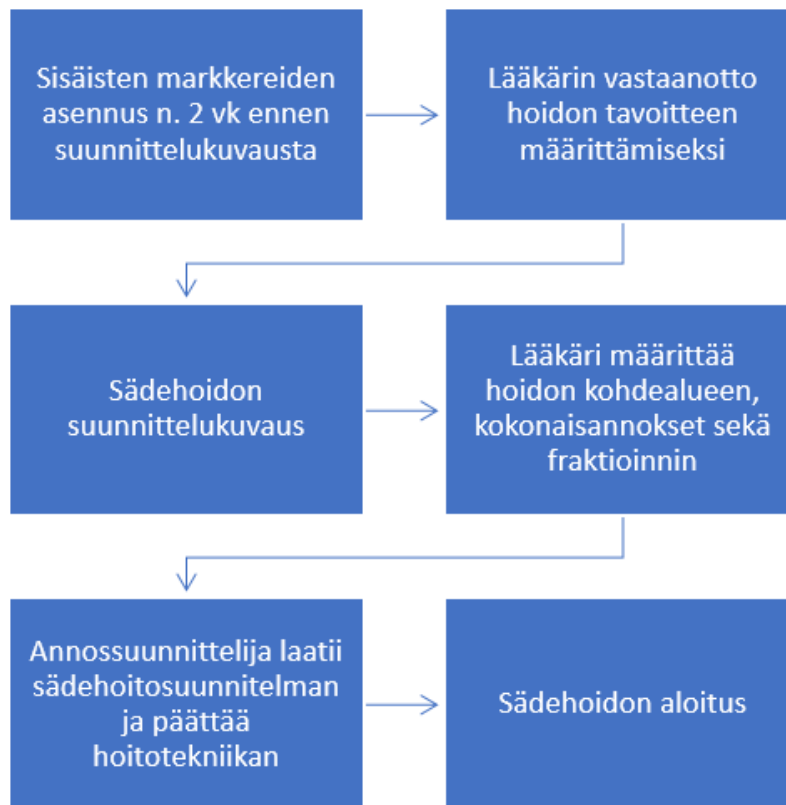 Sisäisten markkereiden
asennus n. 2 vk ennen
suunnittelukuvausta
Lääkärin vastaanotto
hoidon tavoitteen
määrittämiseksi
Sädehoidon
suunnittelukuvaus
Lääkäri määrittää
hoidon kohdealueen,
kokonaisannokset sekä
fraktioinnin
Annossuunnittelija laatii
sädehoitosuunnitelman
ja päättää
hoitotekniikan
Sädehoidon aloitus